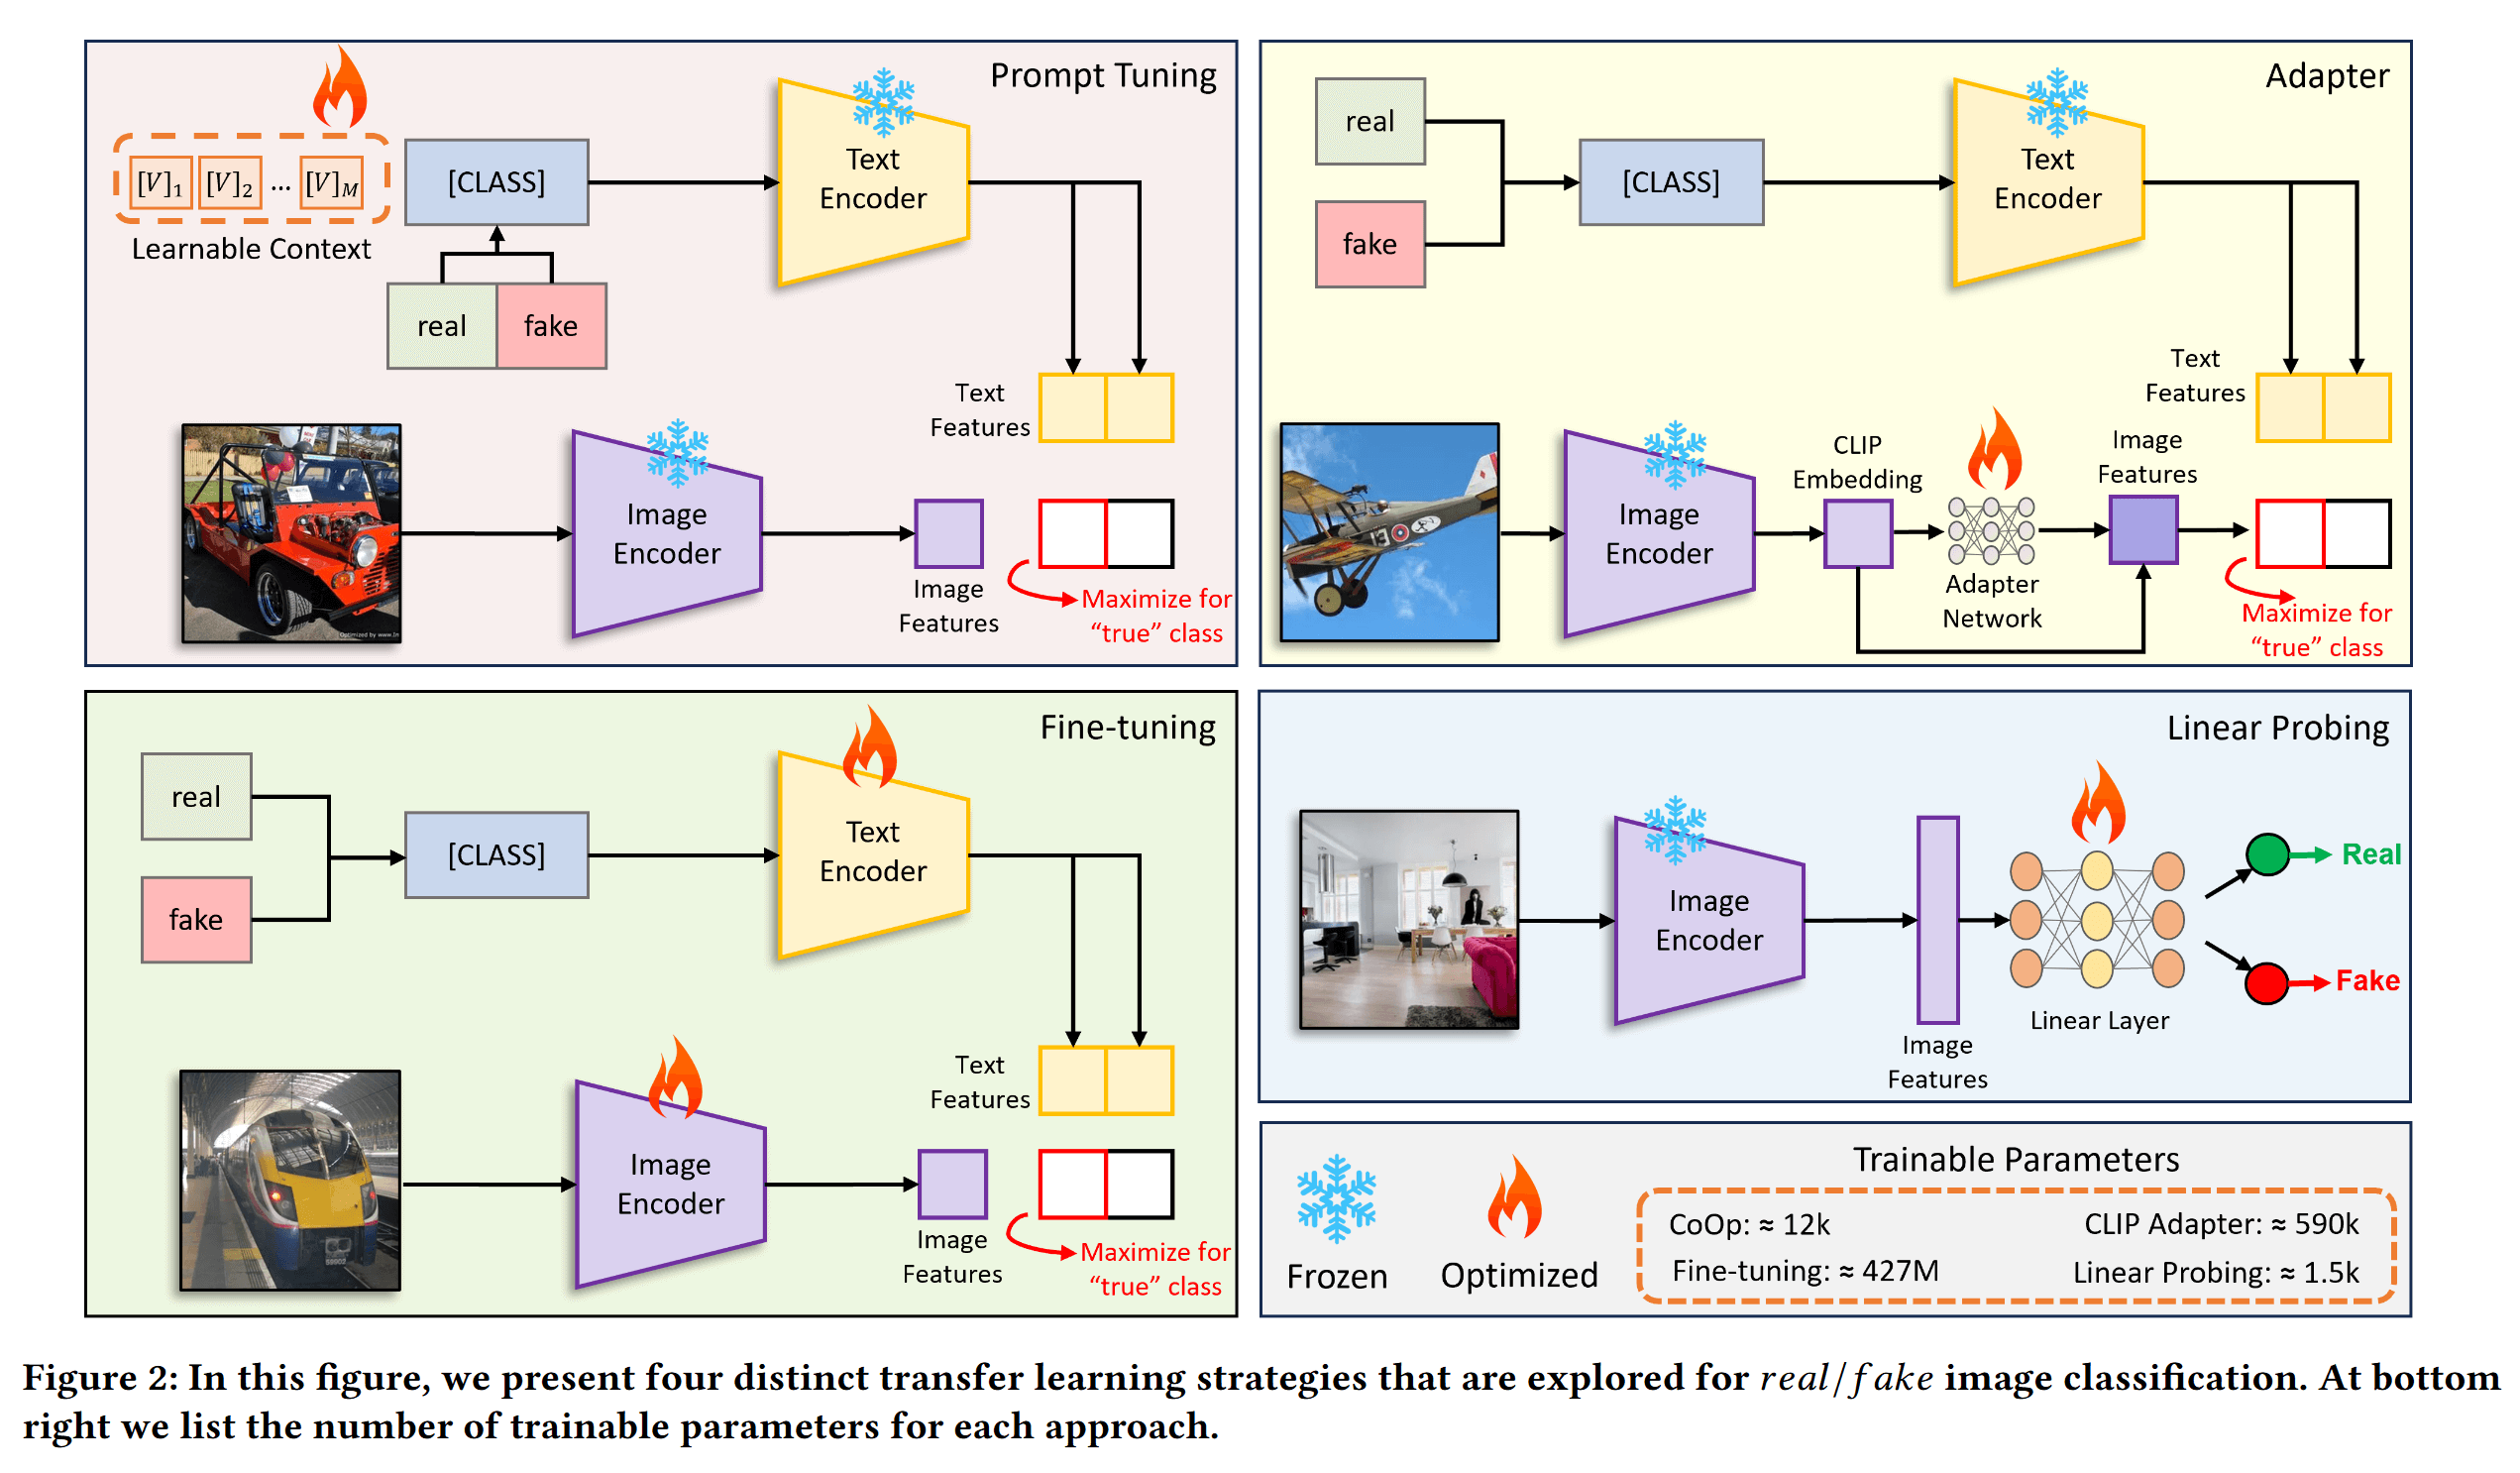 Prompt Tuning
[V]1 [V]2 ... [V]M
Learnable Context
[CLASS]
real fake
Text
Encoder
Text
Features
Image
Encoder
Image
Features
Maximize for
“true” class
Adapter
real
fake
[CLASS]
Text
Encoder
Text
Features
Image
Encoder
CLIP
Embedding
Adapter
Network
Image
Features
Maximize for
“true” class
Fine-tuning
real
fake
[CLASS]
Text
Encoder
Text
Features
Image
Encoder
Image
Features
Maximize for
“true” class
Linear Probing
Image
Encoder
Image
Features
Linear Layer
Real
Fake
Frozen
Optimized
Trainable Parameters
CoOp: ≈ 12k
CLIP Adapter: ≈ 590k
Fine-tuning: ≈ 427M
Linear Probing: ≈ 1.5k
Figure 2: In this figure, we present four distinct transfer learning strategies that are explored for real/fake image classification. At bottom
right we list the number of trainable parameters for each approach.